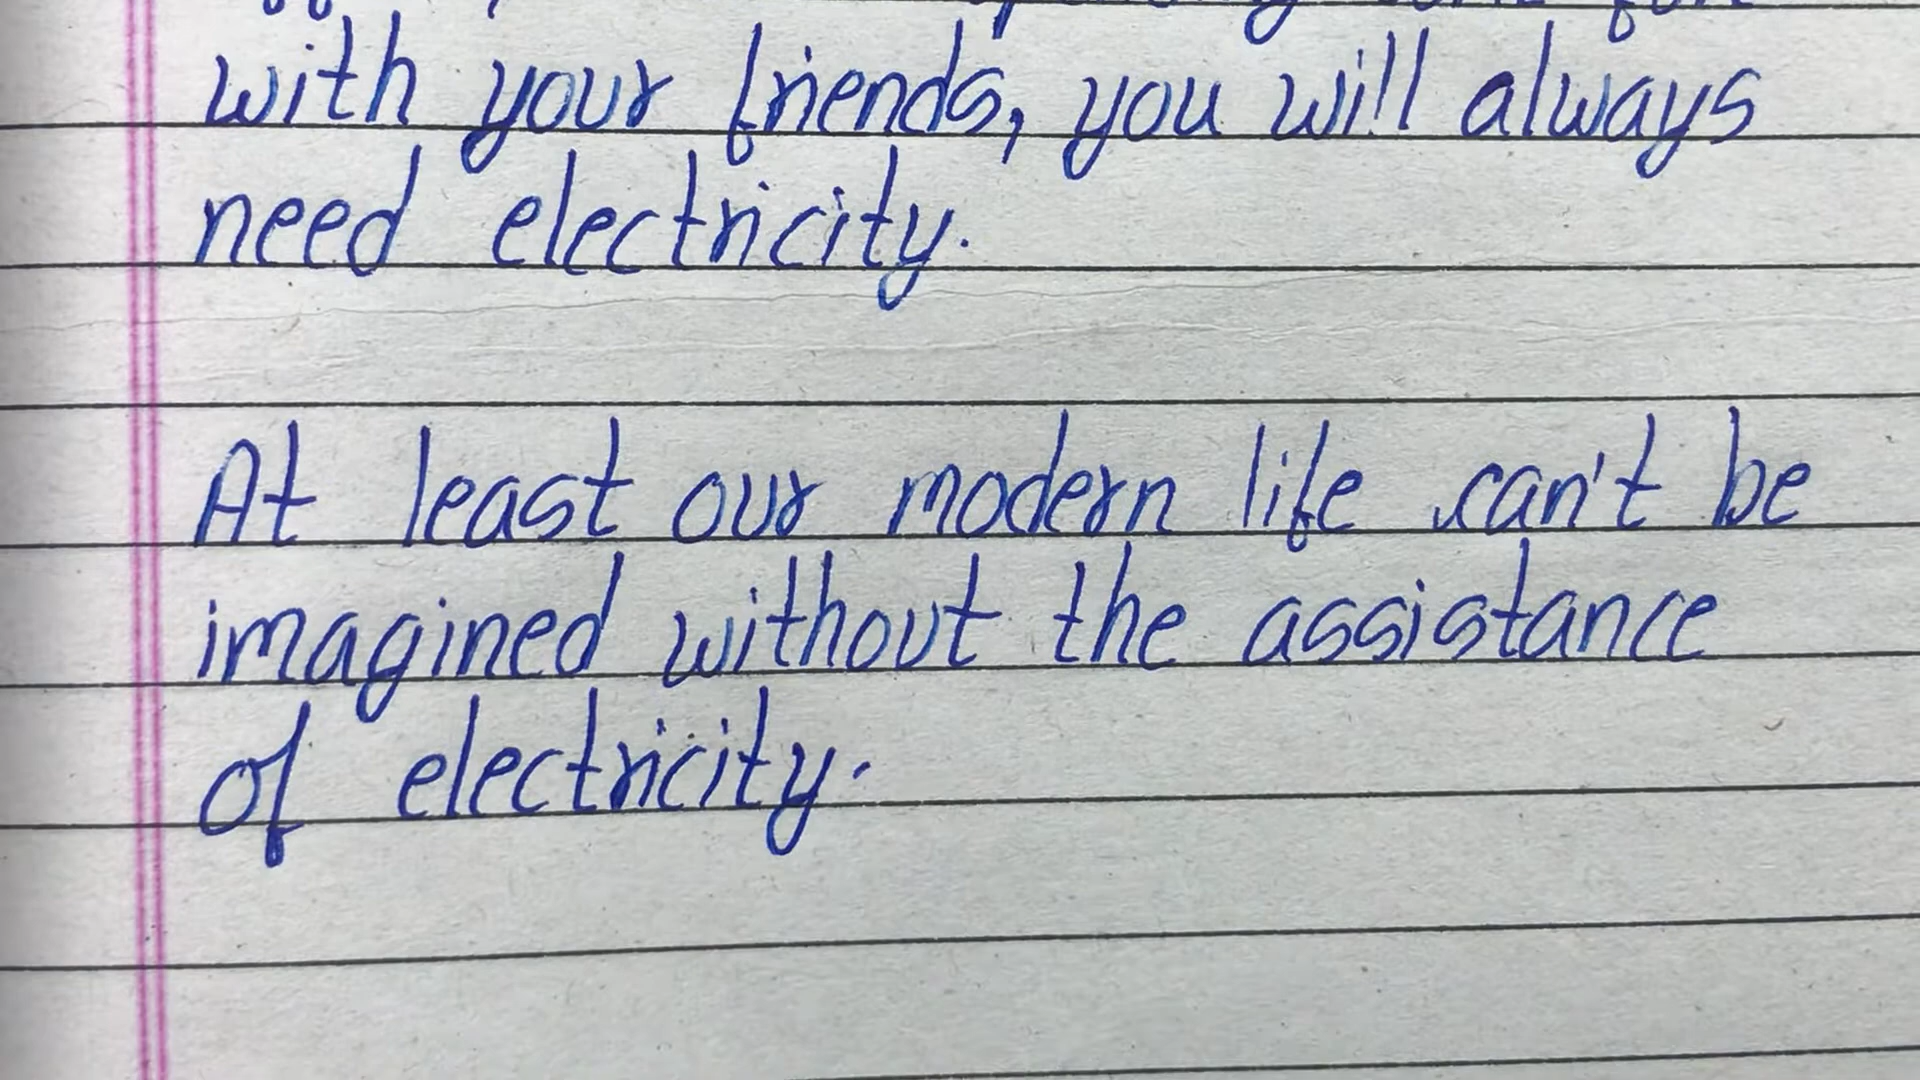 with your friends, you will always
need electricity.
At least our modern life can't be
imagined without the assistance
of electricity.